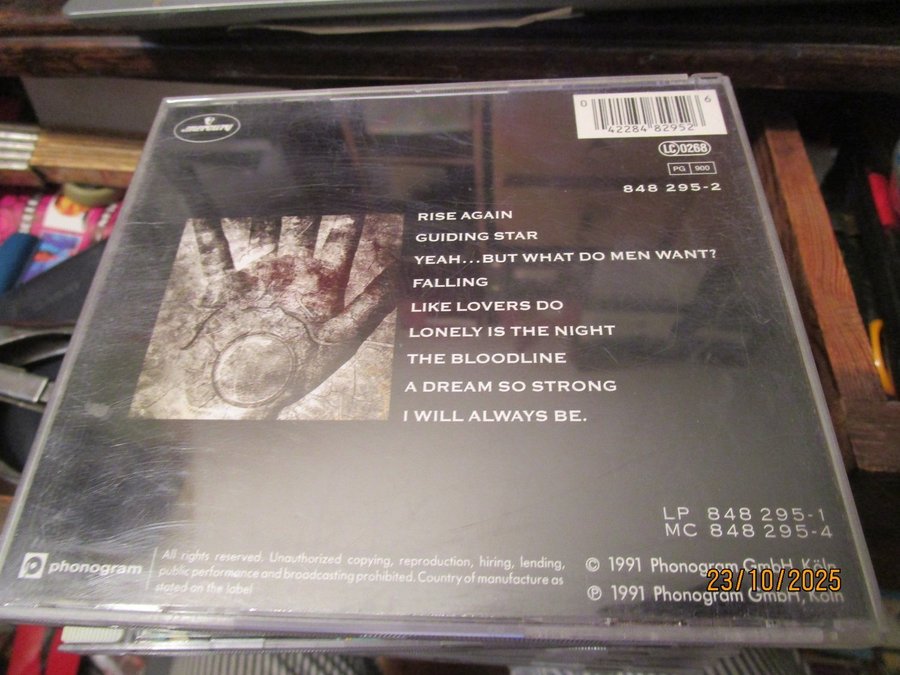 mercury
0 42284 82952 6
LC 0268
PG 900
848 295-2
RISE AGAIN
GUIDING STAR
YEAH...BUT WHAT DO MEN WANT?
FALLING
LIKE LOVERS DO
LONELY IS THE NIGHT
THE BLOODLINE
A DREAM SO STRONG
I WILL ALWAYS BE.
LP 848 295-1
MC 848 295-4
phonogram
All rights reserved. Unauthorized copying, reproduction, hiring, lending,
public performance and broadcasting prohibited. Country of manufacture as
stated on the label
© 1991 Phonogram GmbH, Köln
℗ 1991 Phonogram GmbH, Köln
23/10/2025